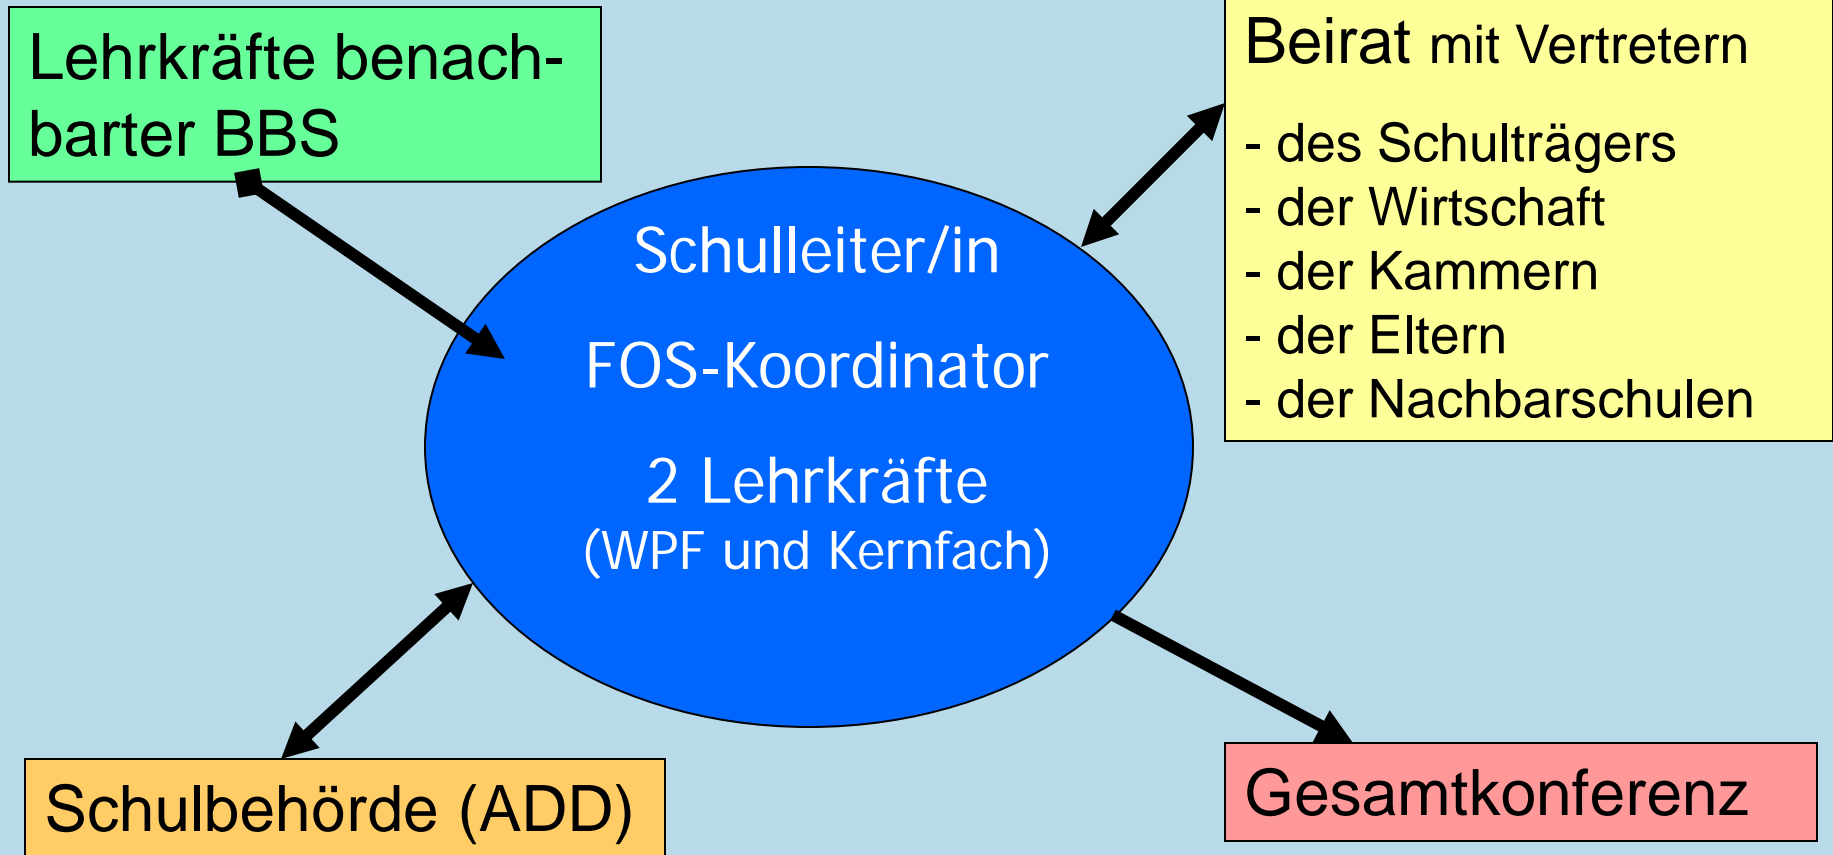 Lehrkräfte benach-
barter BBS
Beirat mit Vertretern
- des Schulträgers
- der Wirtschaft
- der Kammern
- der Eltern
- der Nachbarschulen
Schulleiter/in
FOS-Koordinator
2 Lehrkräfte
(WPF und Kernfach)
Schulbehörde (ADD)
Gesamtkonferenz